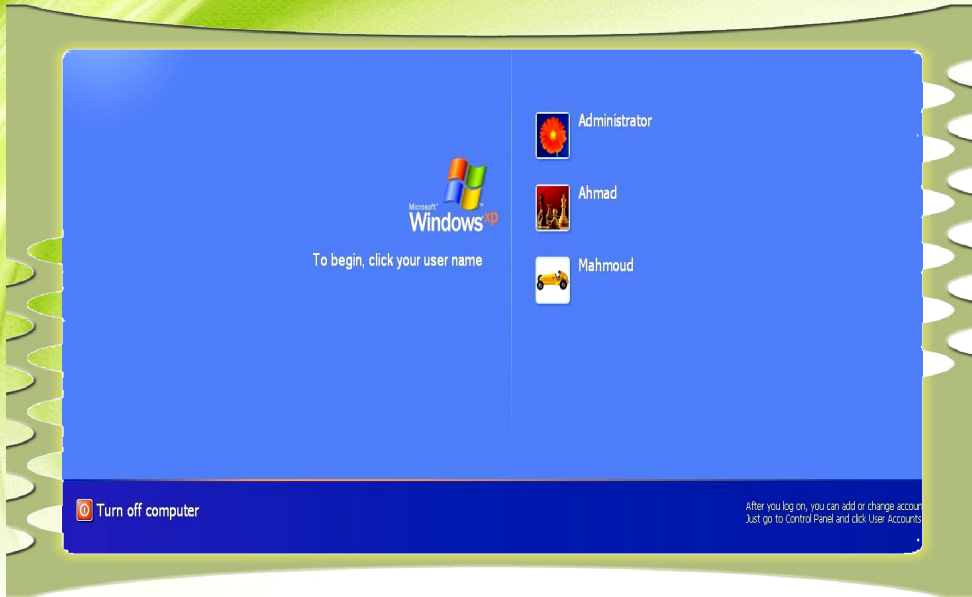 Microsoft®
Windows xp
To begin, click your user name
Administrator
Ahmad
Mahmoud
Turn off computer
After you log on, you can add or change accoun
Just go to Control Panel and click User Accounts
.